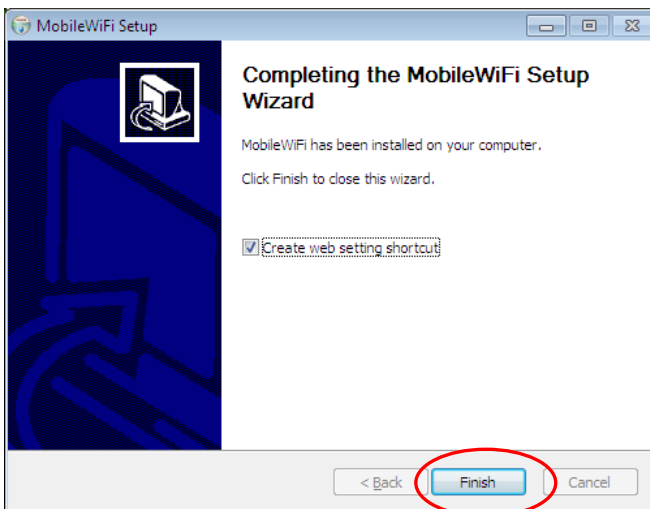 MobileWiFi Setup
Completing the MobileWiFi Setup
Wizard
MobileWiFi has been installed on your computer.
Click Finish to close this wizard.
Create web setting shortcut
< Back
Finish
Cancel